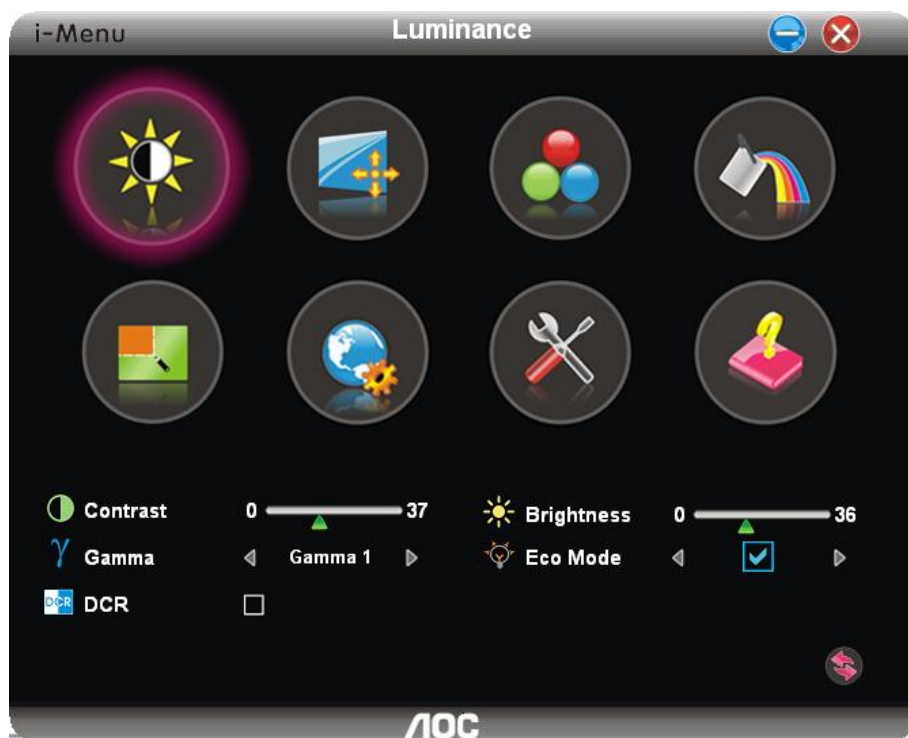 i-Menu
Luminance
Contrast 0 37
Brightness 0 36
γ Gamma Gamma 1
Eco Mode
DCR DCR
AOC